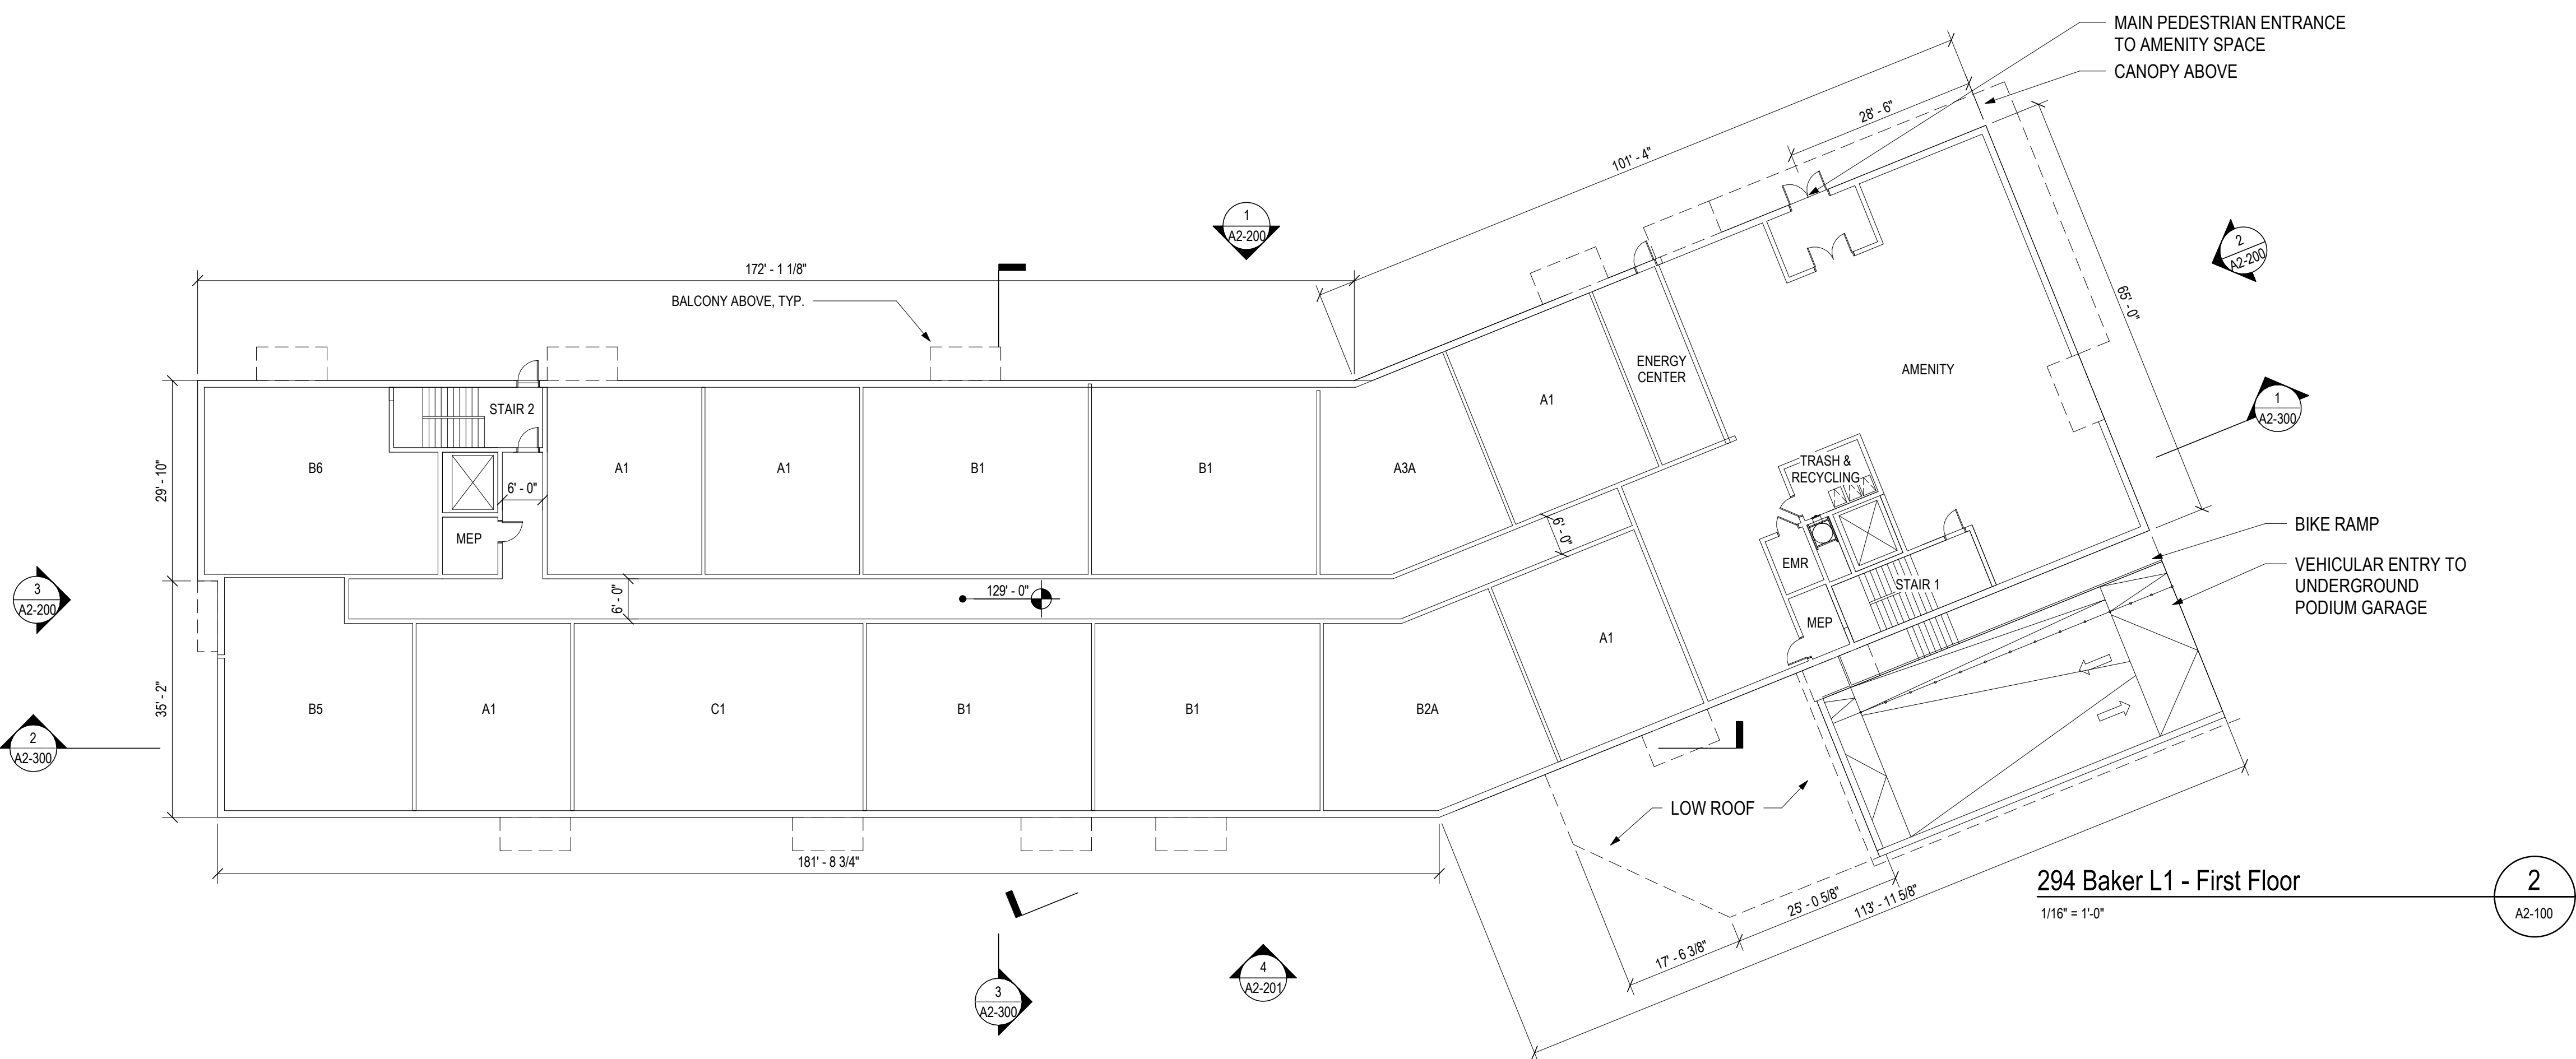 MAIN PEDESTRIAN ENTRANCE
TO AMENITY SPACE
CANOPY ABOVE
28' - 6"
101' - 4"
1
A2-200
2
A2-200
172' - 1 1/8"
BALCONY ABOVE, TYP.
65' - 0"
ENERGY
CENTER
AMENITY
A1
1
A2-300
STAIR 2
29' - 10"
B6
A1
A1
B1
B1
A3A
TRASH &
RECYCLING
6' - 0"
MEP
6' - 0"
BIKE RAMP
EMR
VEHICULAR ENTRY TO
UNDERGROUND
PODIUM GARAGE
STAIR 1
3
A2-200
6' - 0"
129' - 0"
MEP
A1
35' - 2"
B5
A1
C1
B1
B1
B2A
2
A2-300
LOW ROOF
181' - 8 3/4"
25' - 0 5/8"
113' - 11 5/8"
17' - 6 3/8"
294 Baker L1 - First Floor
1/16" = 1'-0"
2
A2-100
4
A2-201
3
A2-300